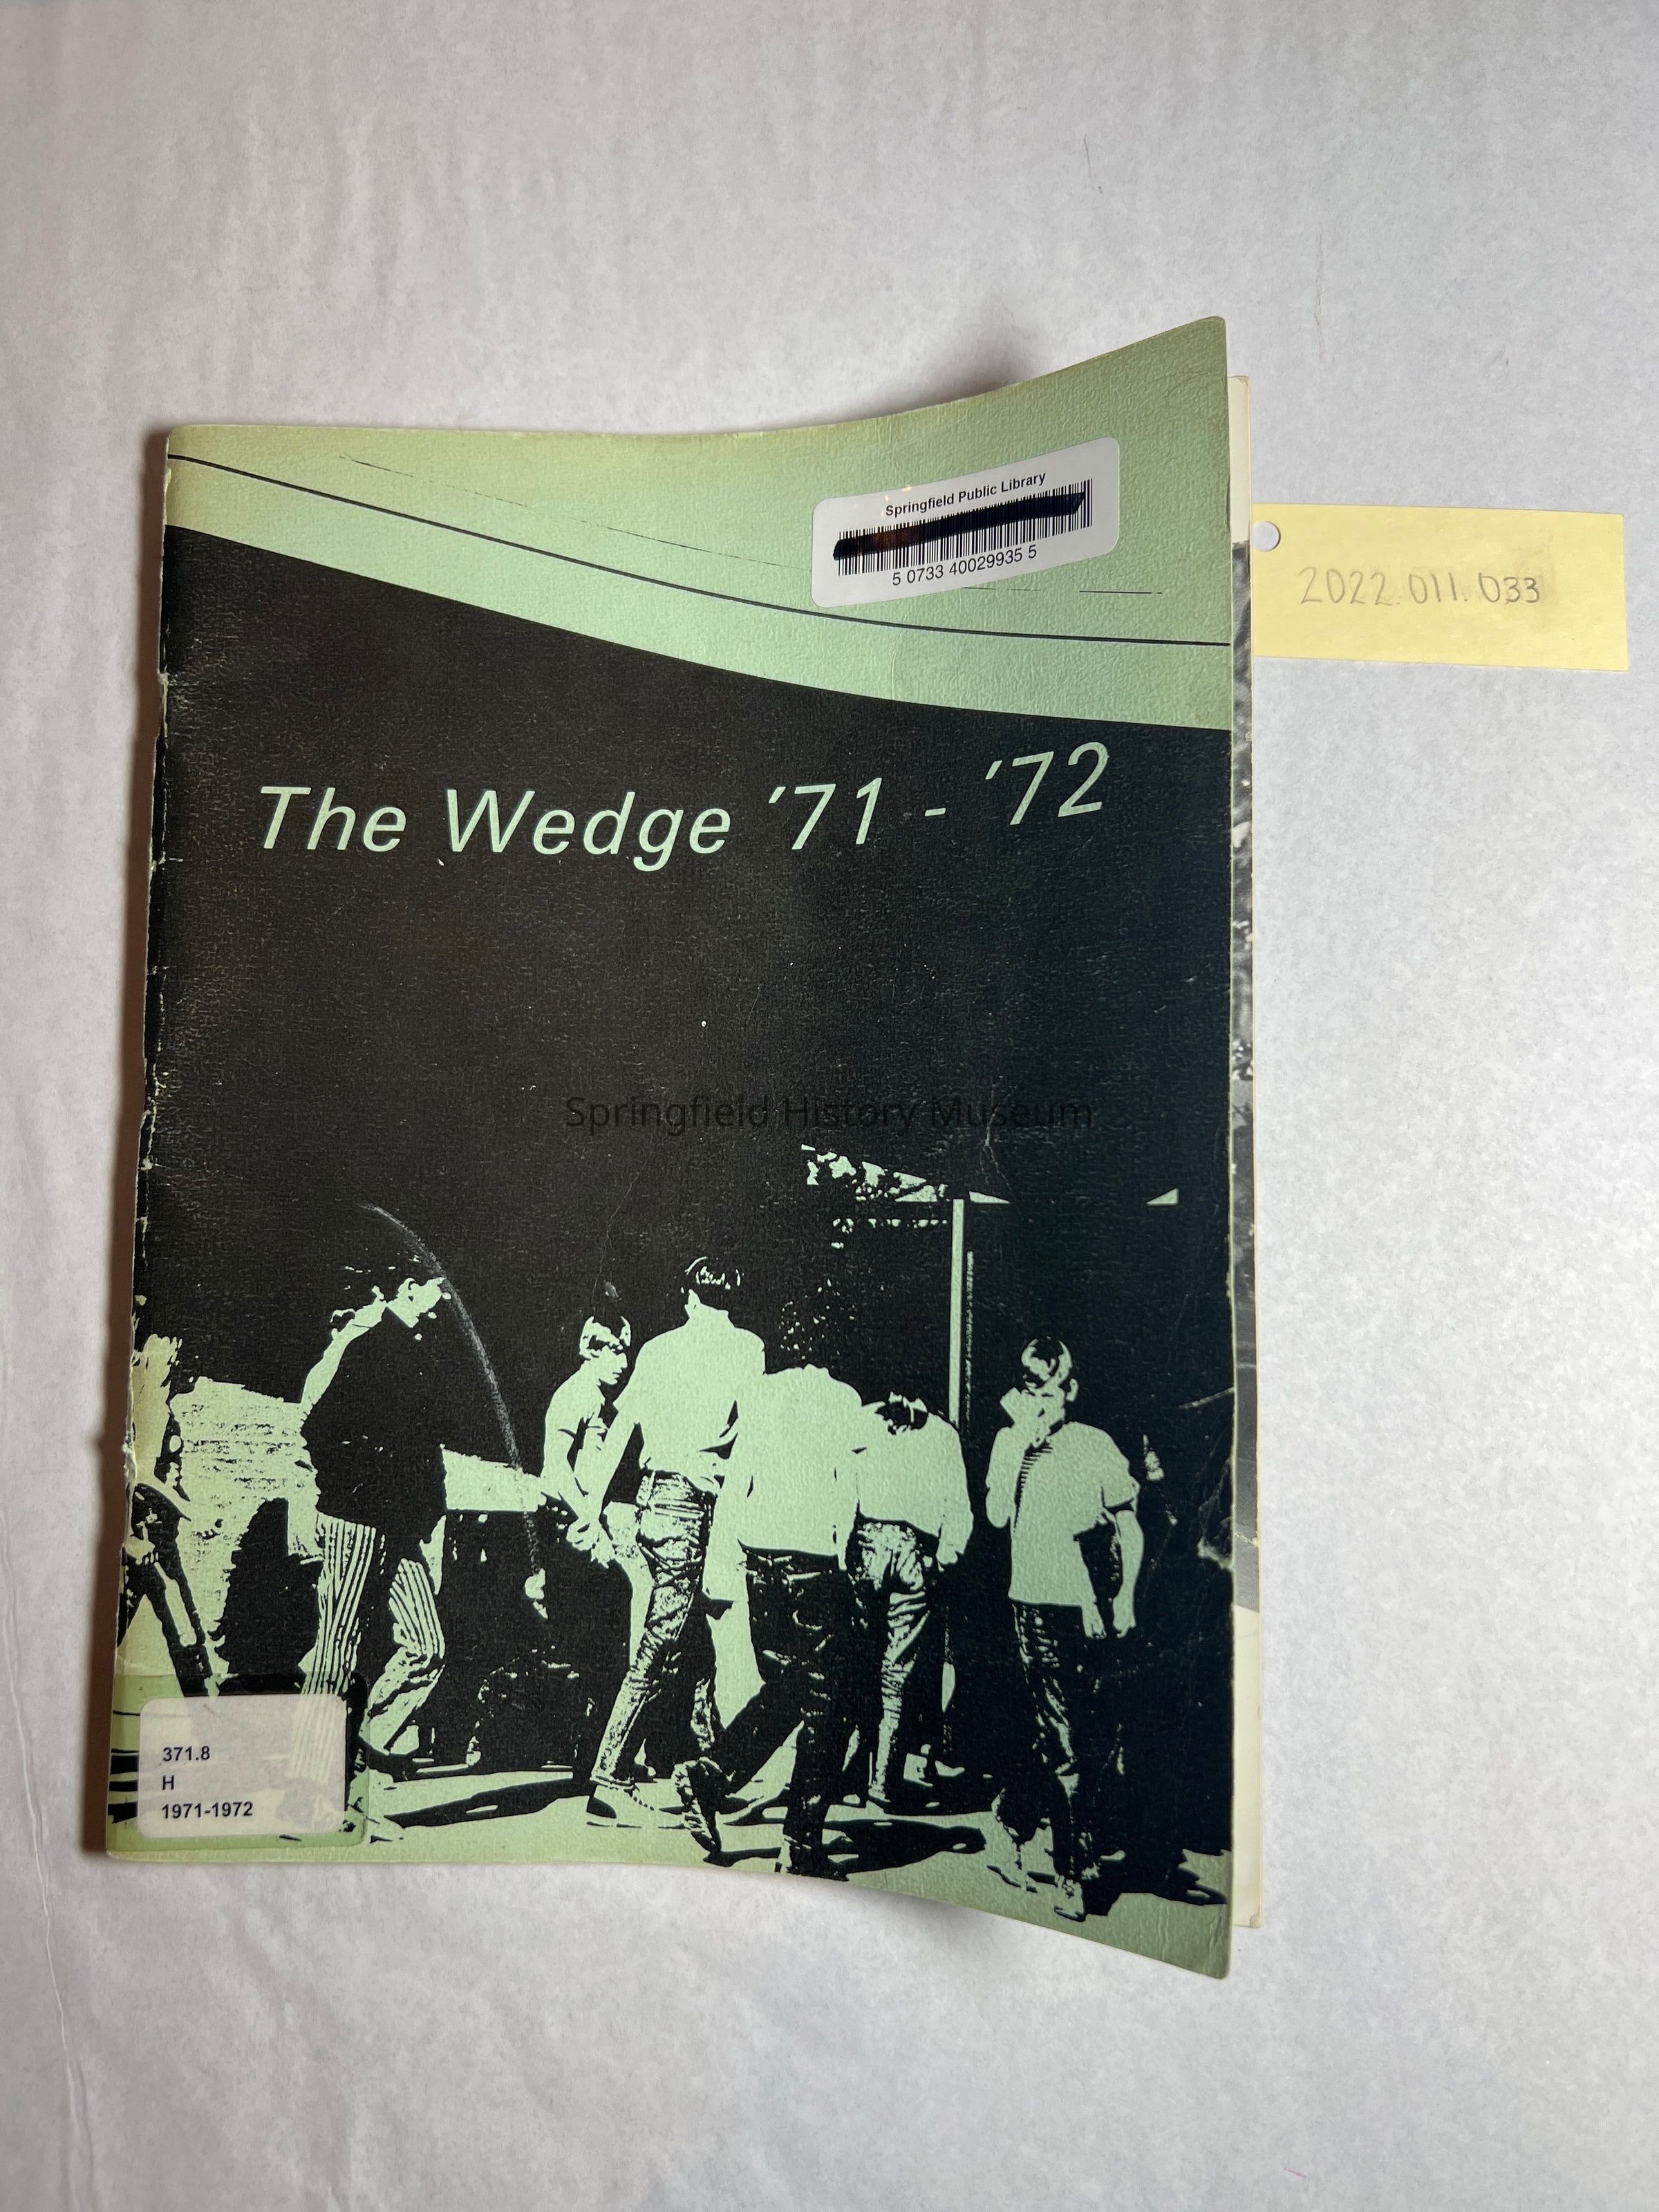 Springfield Public Library
5 0733 40029935 5
2022.011.033
The Wedge '71 - '72
Springfield History Museum
371.8
H
1971-1972